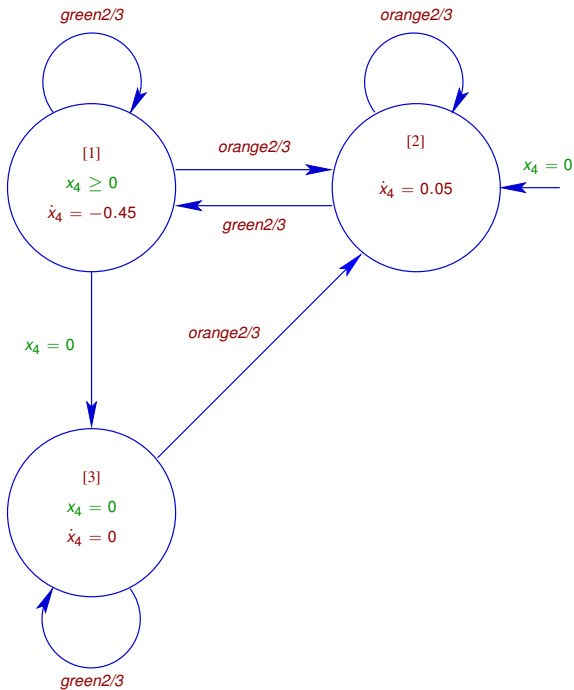 green2/3
orange2/3
[1]
x₄ ≥ 0
ẋ₄ = −0.45
orange2/3
green2/3
[2]
ẋ₄ = 0.05
x₄ = 0
x₄ = 0
orange2/3
[3]
x₄ = 0
ẋ₄ = 0
green2/3